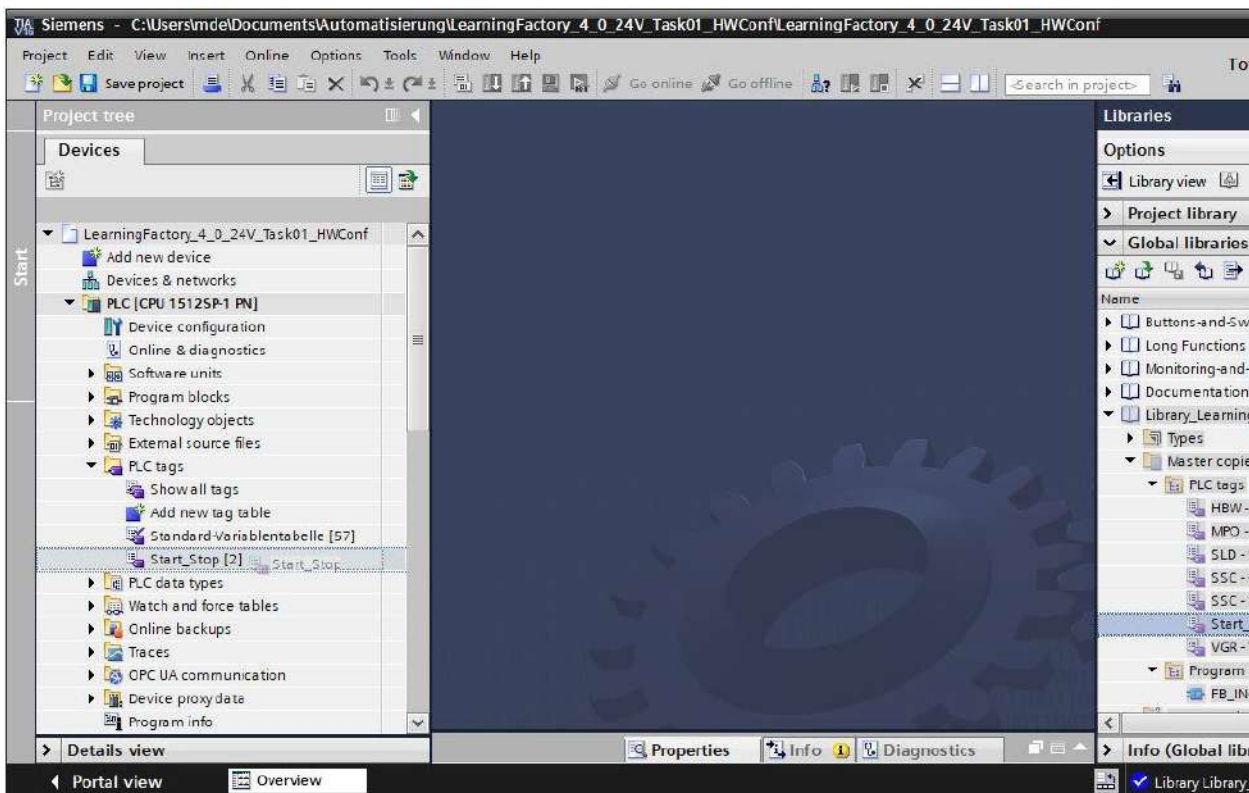 Siemens - C:\Users\mde\Documents\Automatisierung\LearningFactory_4_0_24V_Task01_HWConf\LearningFactory_4_0_24V_Task01_HWConf
Project Edit View Insert Online Options Tools Window Help
To
Save project
Go online Go offline
<Search in project>
Project tree
Devices
Start
LearningFactory_4_0_24V_Task01_HWConf
Add new device
Devices & networks
PLC [CPU 1512SP-1 PN]
Device configuration
Online & diagnostics
Software units
Program blocks
Technology objects
External source files
PLC tags
Show all tags
Add new tag table
Standard-Variablentabelle [57]
Start_Stop [2] Start_Stop
PLC data types
Watch and force tables
Online backups
Traces
OPC UA communication
Device proxy data
Program info
Details view
Properties Info Diagnostics
Portal view Overview
Libraries
Options
Library view
Project library
Global libraries
Name
Buttons-and-Sw
Long Functions
Monitoring-and-
Documentation
Library_Learning
Types
Master copie
PLC tags
HBW -
MPO -
SLD -
SSC -
SSC -
Start_
VGR -
Program
FB_IN
Info (Global lib
Library Library_